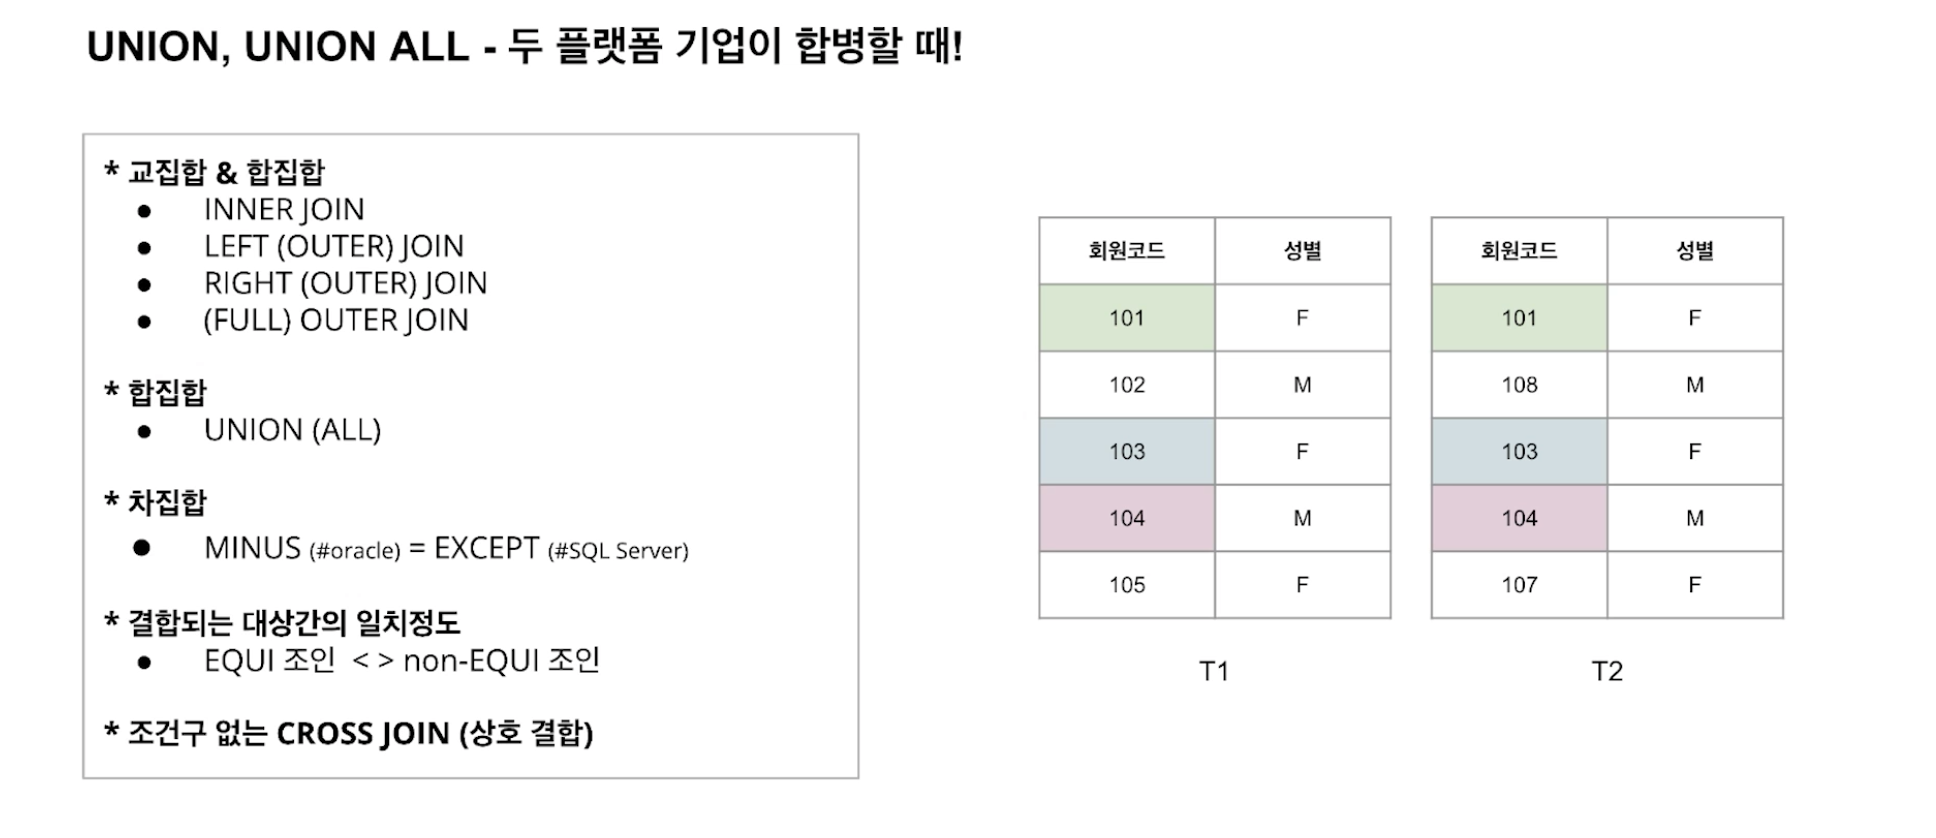 UNION, UNION ALL - 두 플랫폼 기업이 합병할 때!
* 교집합 & 합집합
● INNER JOIN
● LEFT (OUTER) JOIN
● RIGHT (OUTER) JOIN
● (FULL) OUTER JOIN
* 합집합
● UNION (ALL)
* 차집합
● MINUS (#oracle) = EXCEPT (#SQL Server)
* 결합되는 대상간의 일치정도
● EQUI 조인 < > non-EQUI 조인
* 조건구 없는 CROSS JOIN (상호 결합)
회원코드 성별
101 F
102 M
103 F
104 M
105 F
T1
회원코드 성별
101 F
108 M
103 F
104 M
107 F
T2